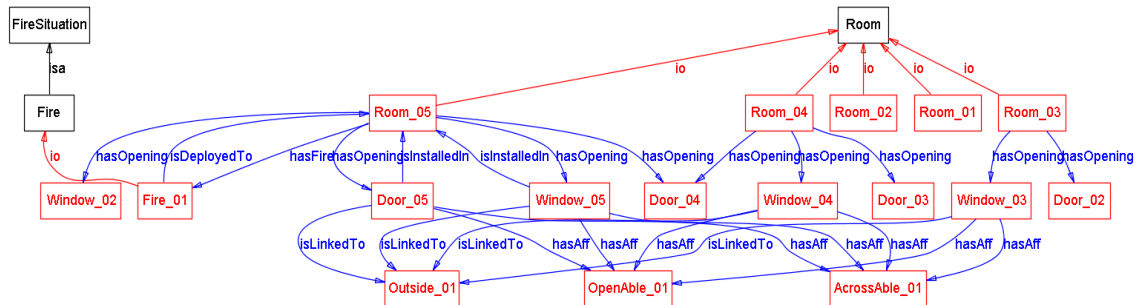 FireSituation
Room
isa
io
io
io
io
io
Fire
Room_05
Room_04
Room_02
Room_01
Room_03
io
hasOpening
isDeployedTo
hasFire
hasOpening
isInstalledIn
isInstalledIn
hasOpening
hasOpening
hasOpening
hasOpening
hasOpening
hasOpening
hasOpening
Window_02
Fire_01
Door_05
Window_05
Door_04
Window_04
Door_03
Window_03
Door_02
isLinkedTo
isLinkedTo
isLinkedTo
hasAff
hasAff
hasAff
isLinkedTo
hasAff
hasAff
hasAff
hasAff
hasAff
Outside_01
OpenAble_01
AcrossAble_01